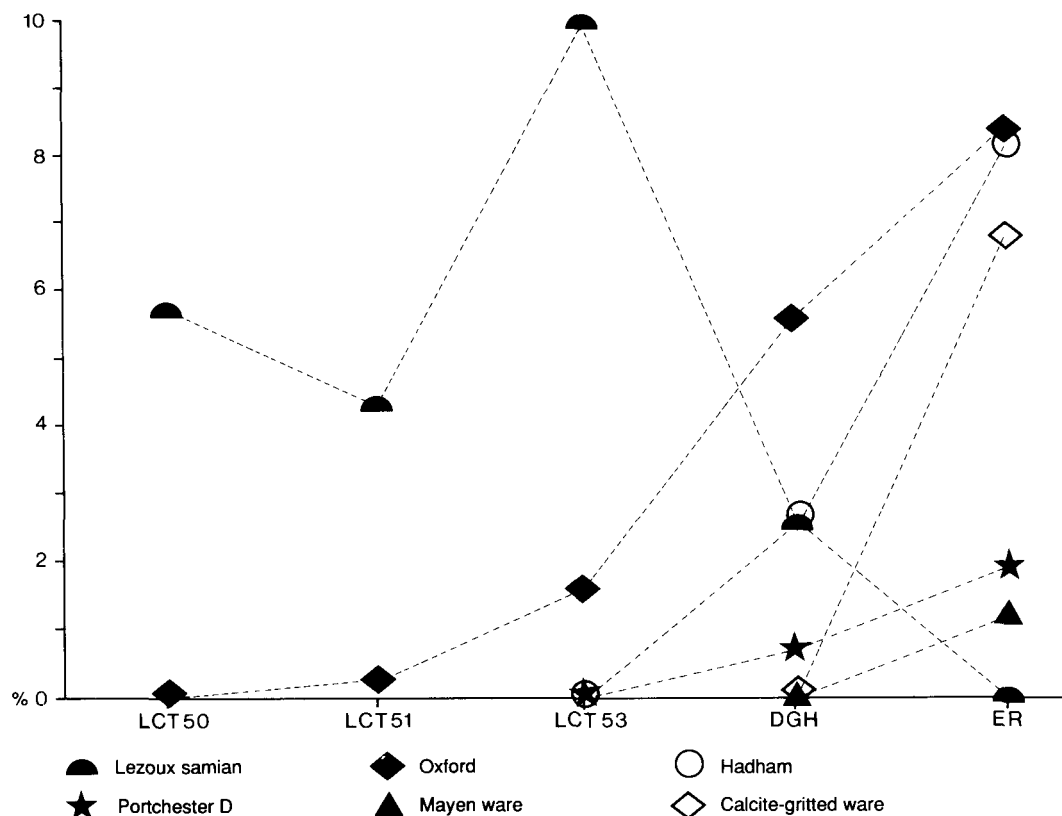 10
8
6
4
2
% 0
LCT50 LCT51 LCT53 DGH ER
Lezoux samian Oxford Hadham
Portchester D Mayen ware Calcite-gritted ware